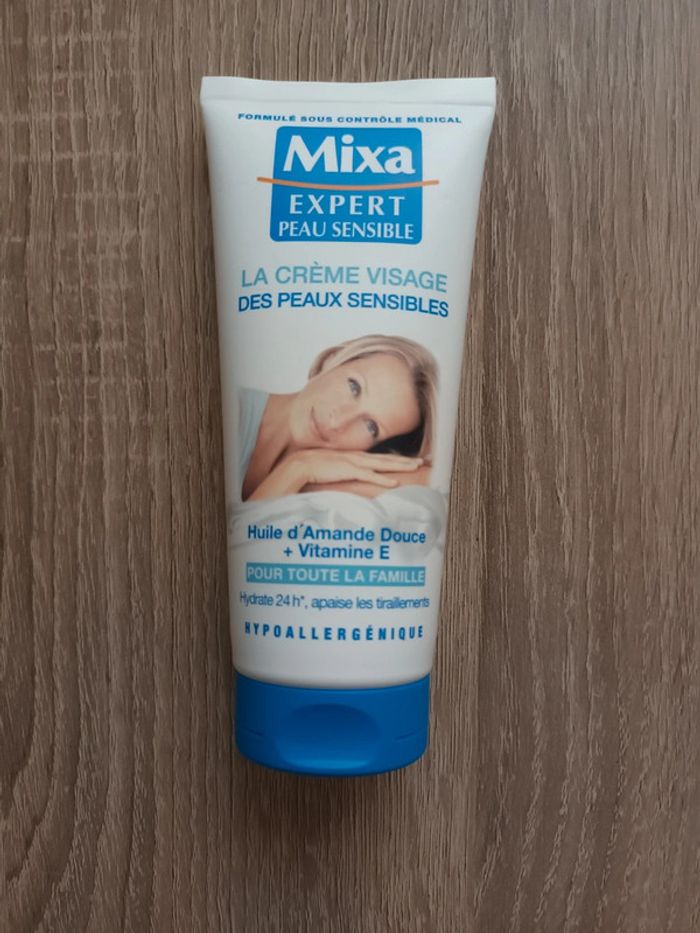 FORMULÉ SOUS CONTRÔLE MÉDICAL
Mixa
EXPERT
PEAU SENSIBLE
LA CRÈME VISAGE
DES PEAUX SENSIBLES
Huile d'Amande Douce
+ Vitamine E
POUR TOUTE LA FAMILLE
Hydrate 24h*, apaise les tiraillements
HYPOALLERGÉNIQUE